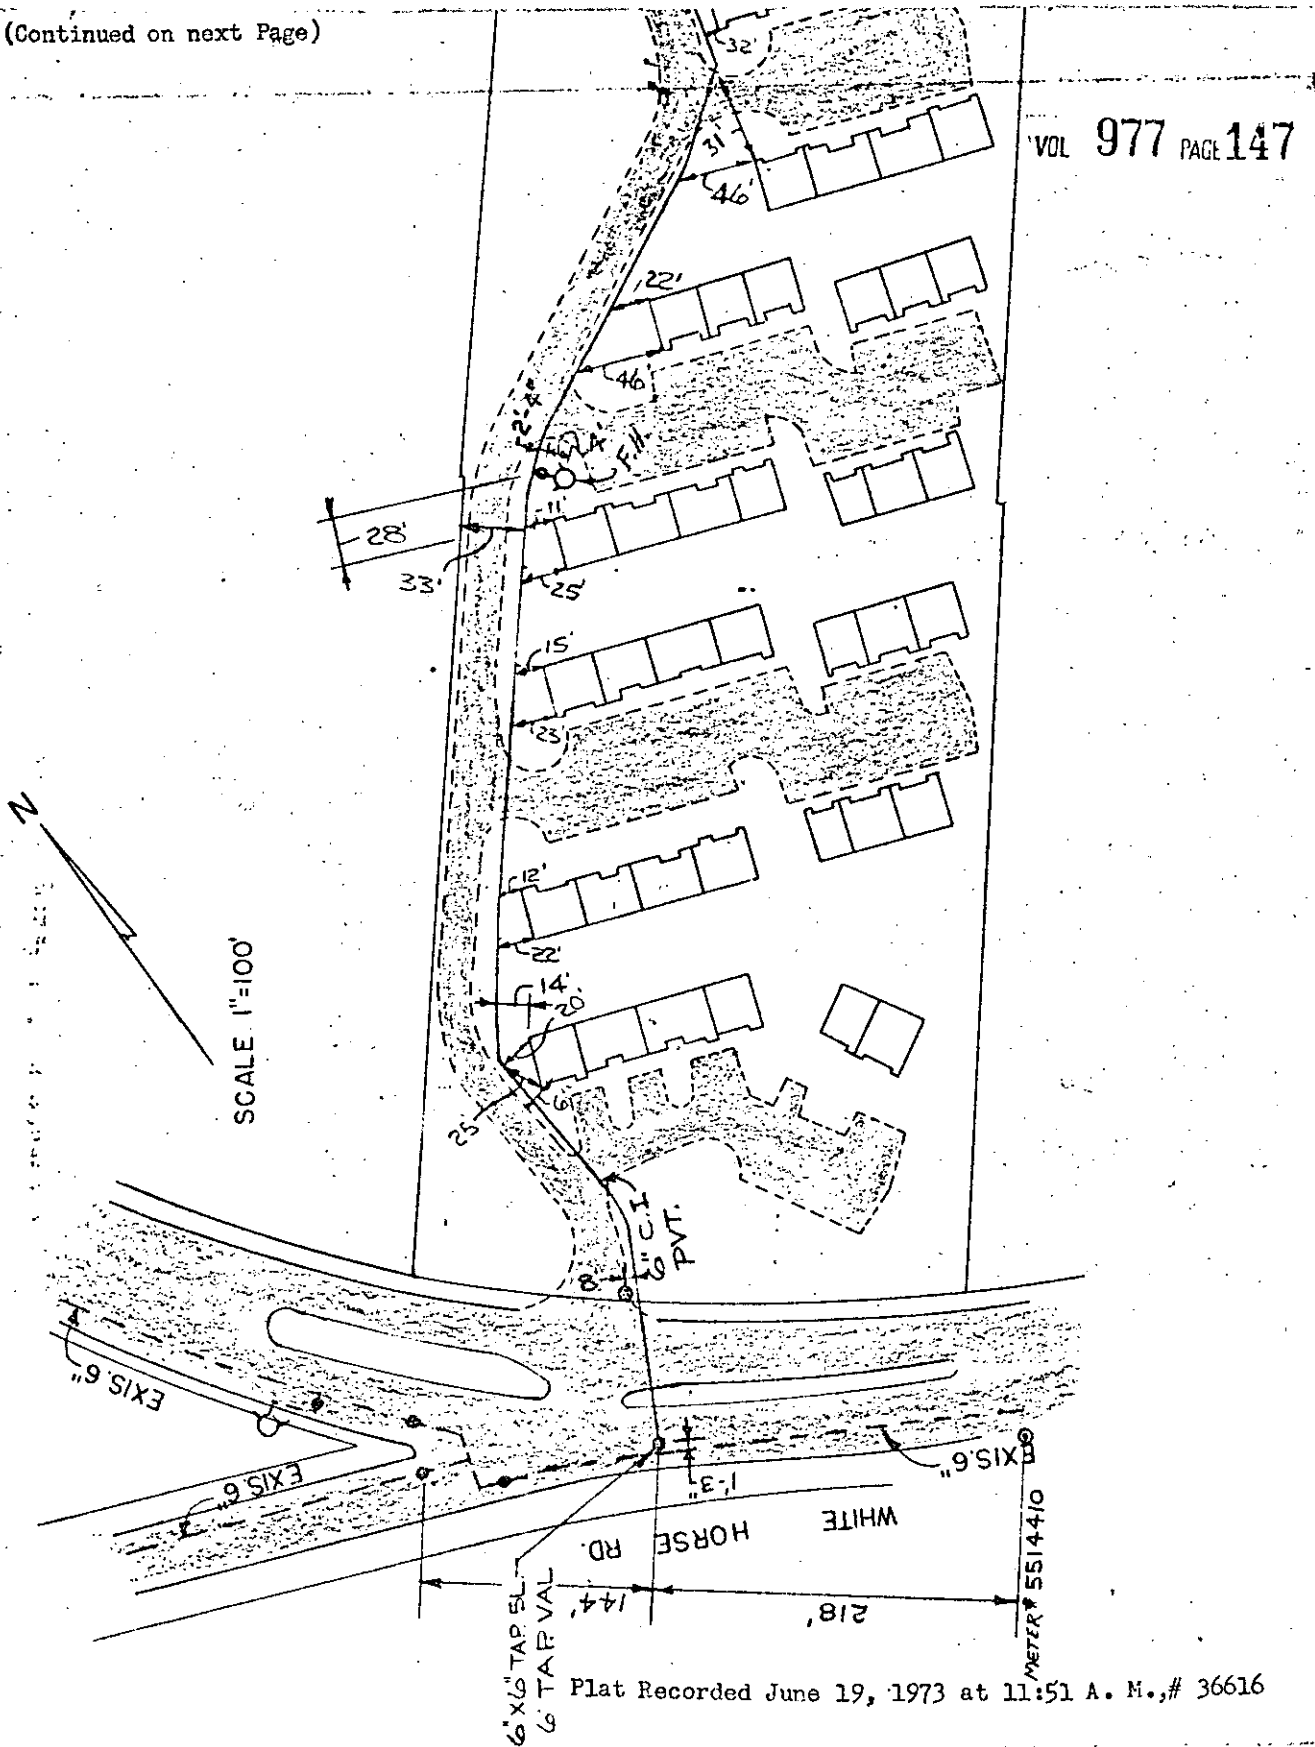 (Continued on next Page)
VOL 977 PAGE 147
32'
31'
46'
22'
46'
2'-4"
24'
F.H.
11'
28'
33'
25'
15'
23'
N
SCALE 1"=100'
12'
22'
14'
20'
25'
6'
6" C.I.
PVT.
8'
EXIS. 6"
EXIS 6"
EXIS. 6"
1'-3"
WHITE HORSE RD.
144'
218'
METER # 5514410
6"X6" TAP SL.
6" TAP VAL
Plat Recorded June 19, 1973 at 11:51 A. M.,# 36616